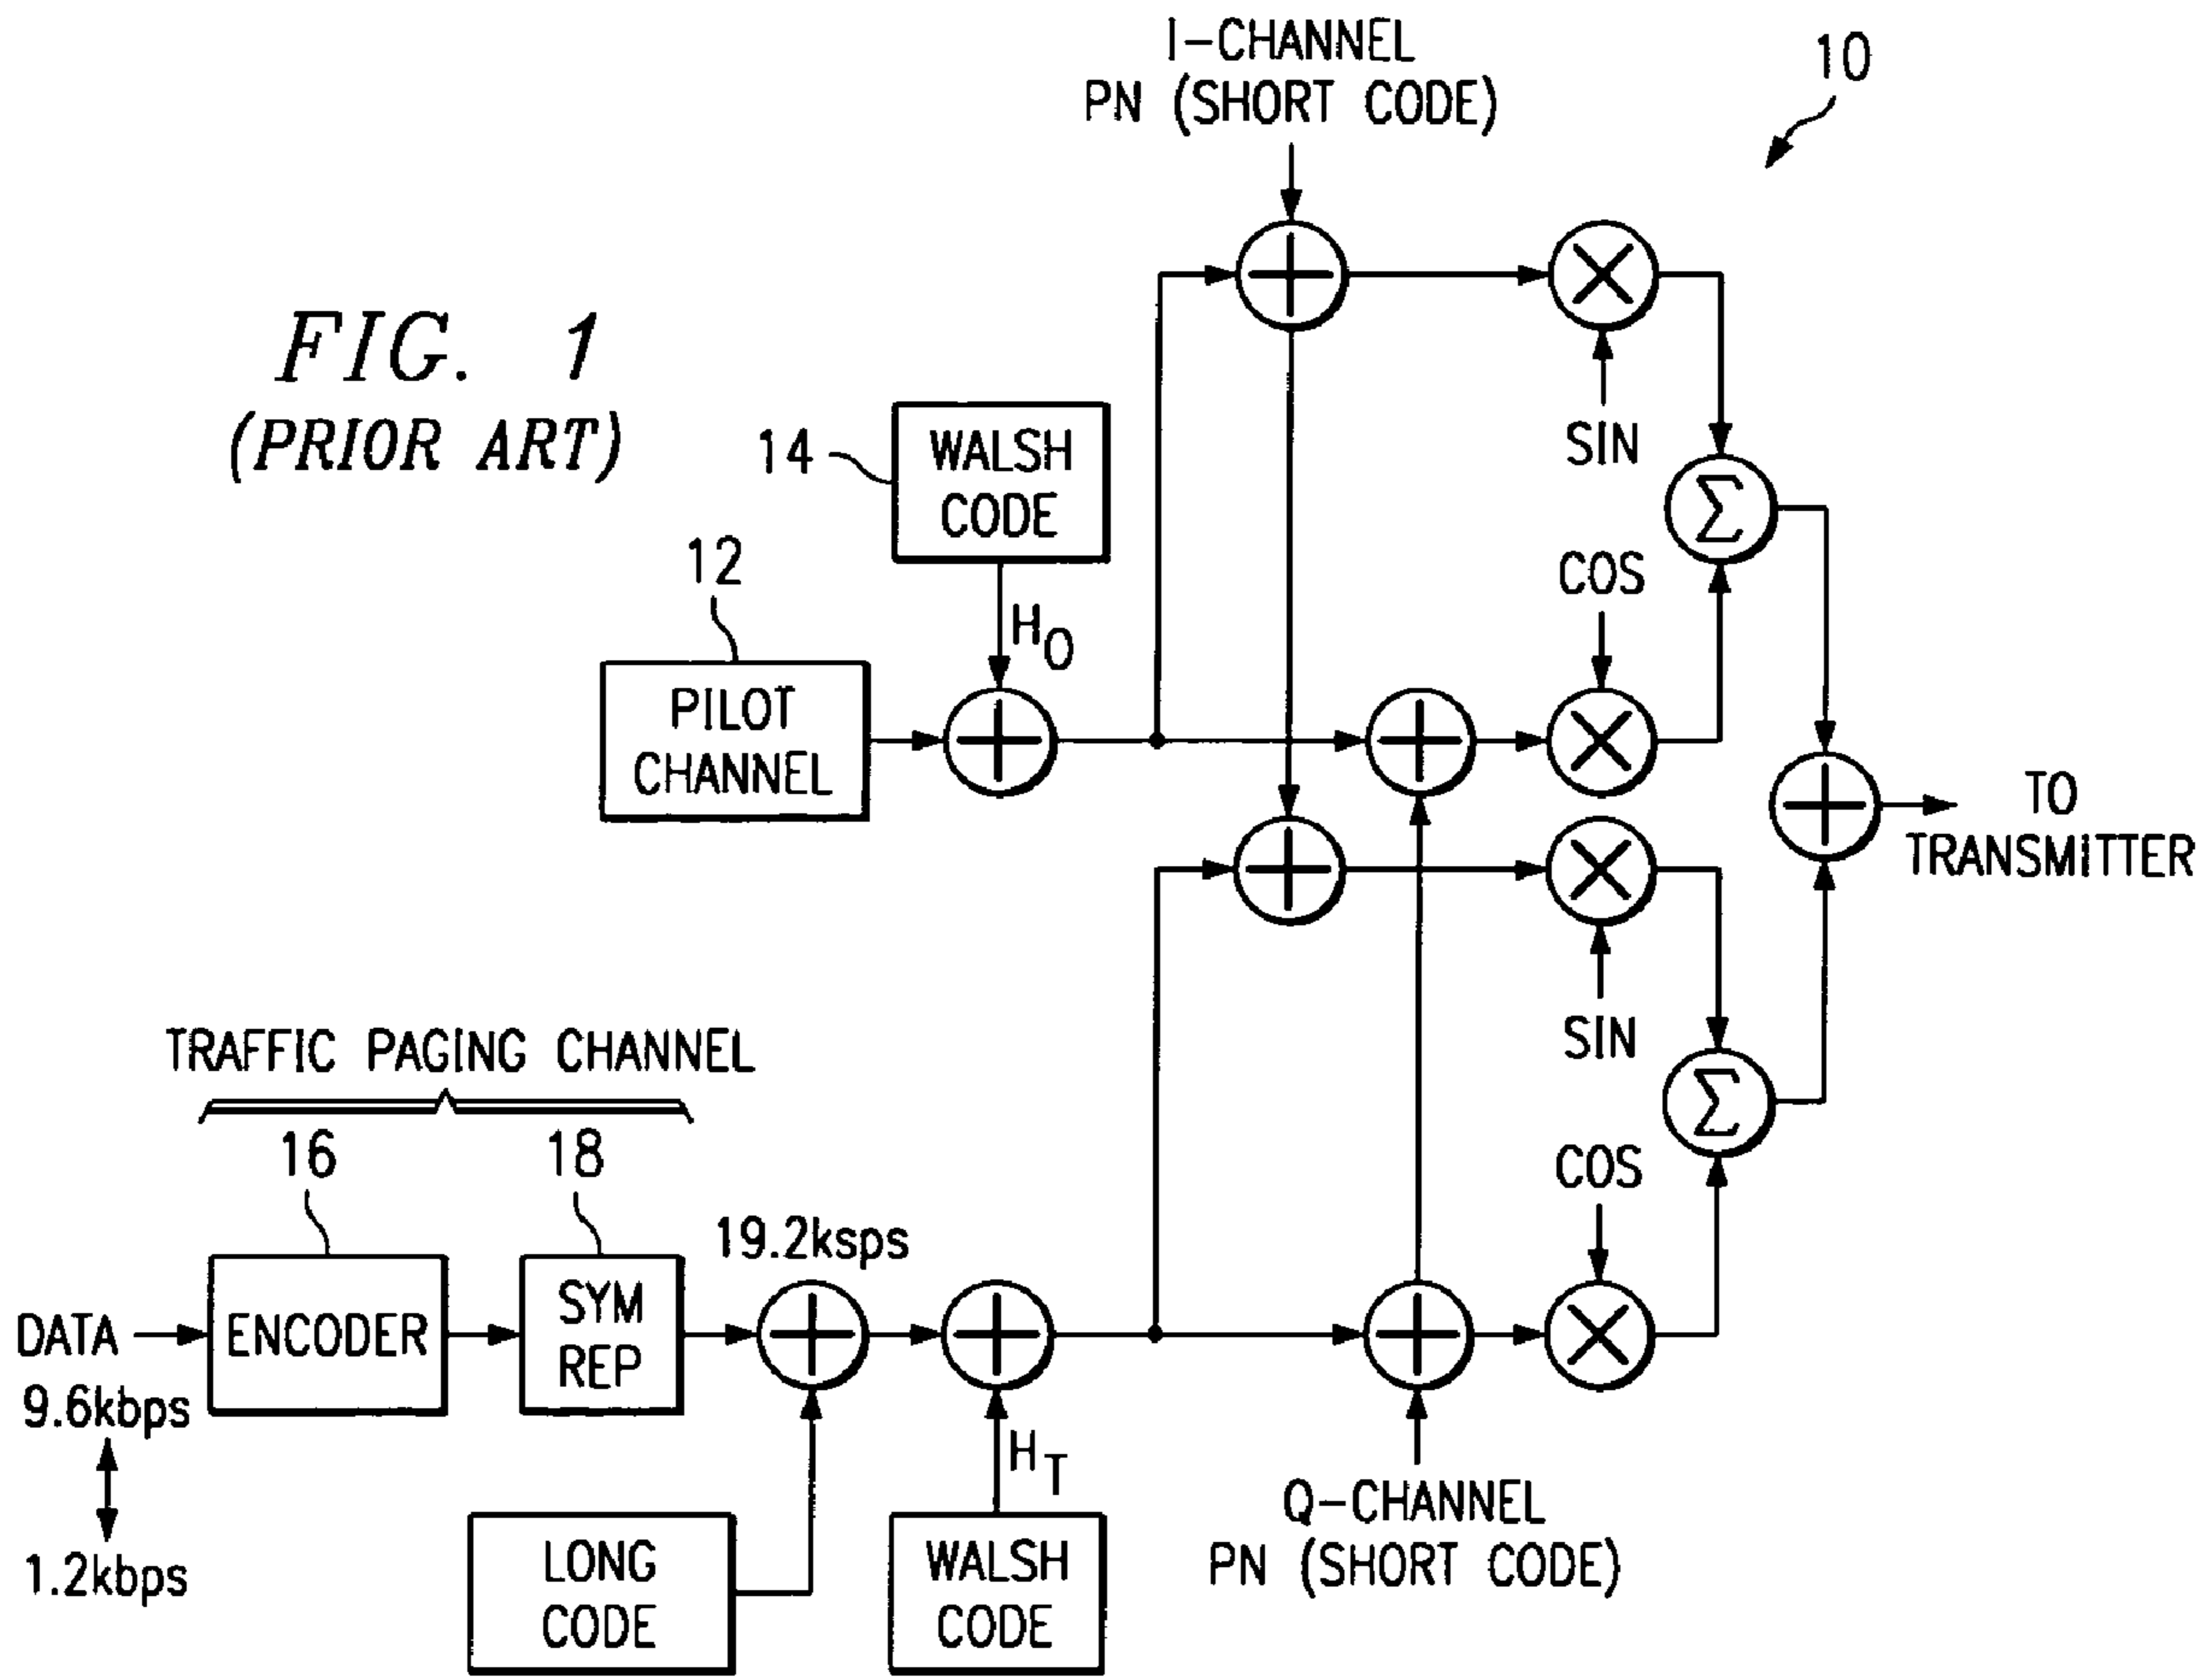 I-CHANNEL
PN (SHORT CODE)
10
FIG. 1
(PRIOR ART)
14
WALSH
CODE
SIN
Σ
12
H0
COS
PILOT
CHANNEL
TO
TRANSMITTER
SIN
TRAFFIC PAGING CHANNEL
Σ
16
18
COS
19.2ksps
DATA
ENCODER
SYM
REP
9.6kbps
1.2kbps
HT
LONG
CODE
WALSH
CODE
Q-CHANNEL
PN (SHORT CODE)